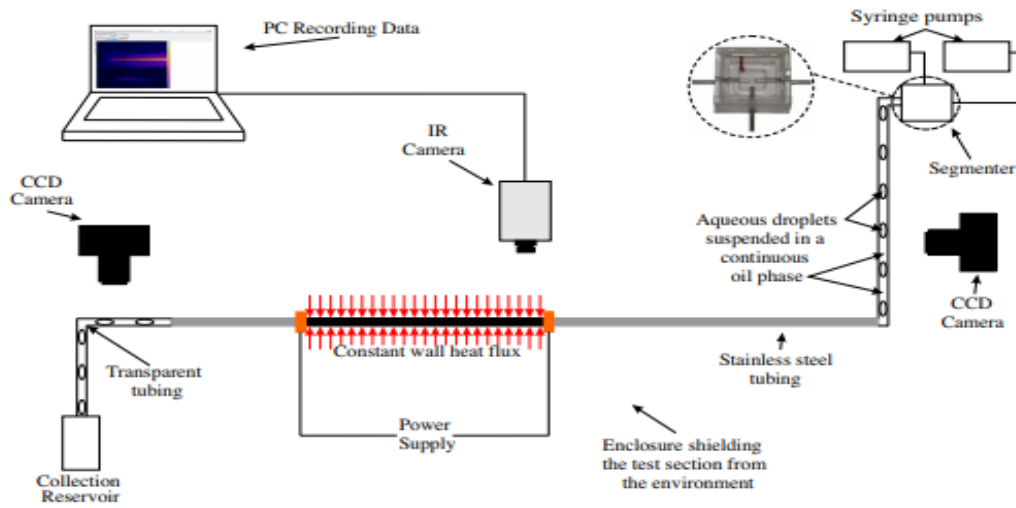 Syringe pumps
PC Recording Data
IR
Camera
Segmenter
CCD
Camera
Aqueous droplets
suspended in a
continuous
oil phase
CCD
Camera
Constant wall heat flux
Transparent
tubing
Stainless steel
tubing
Power
Supply
Enclosure shielding
the test section from
the environment
Collection
Reservoir